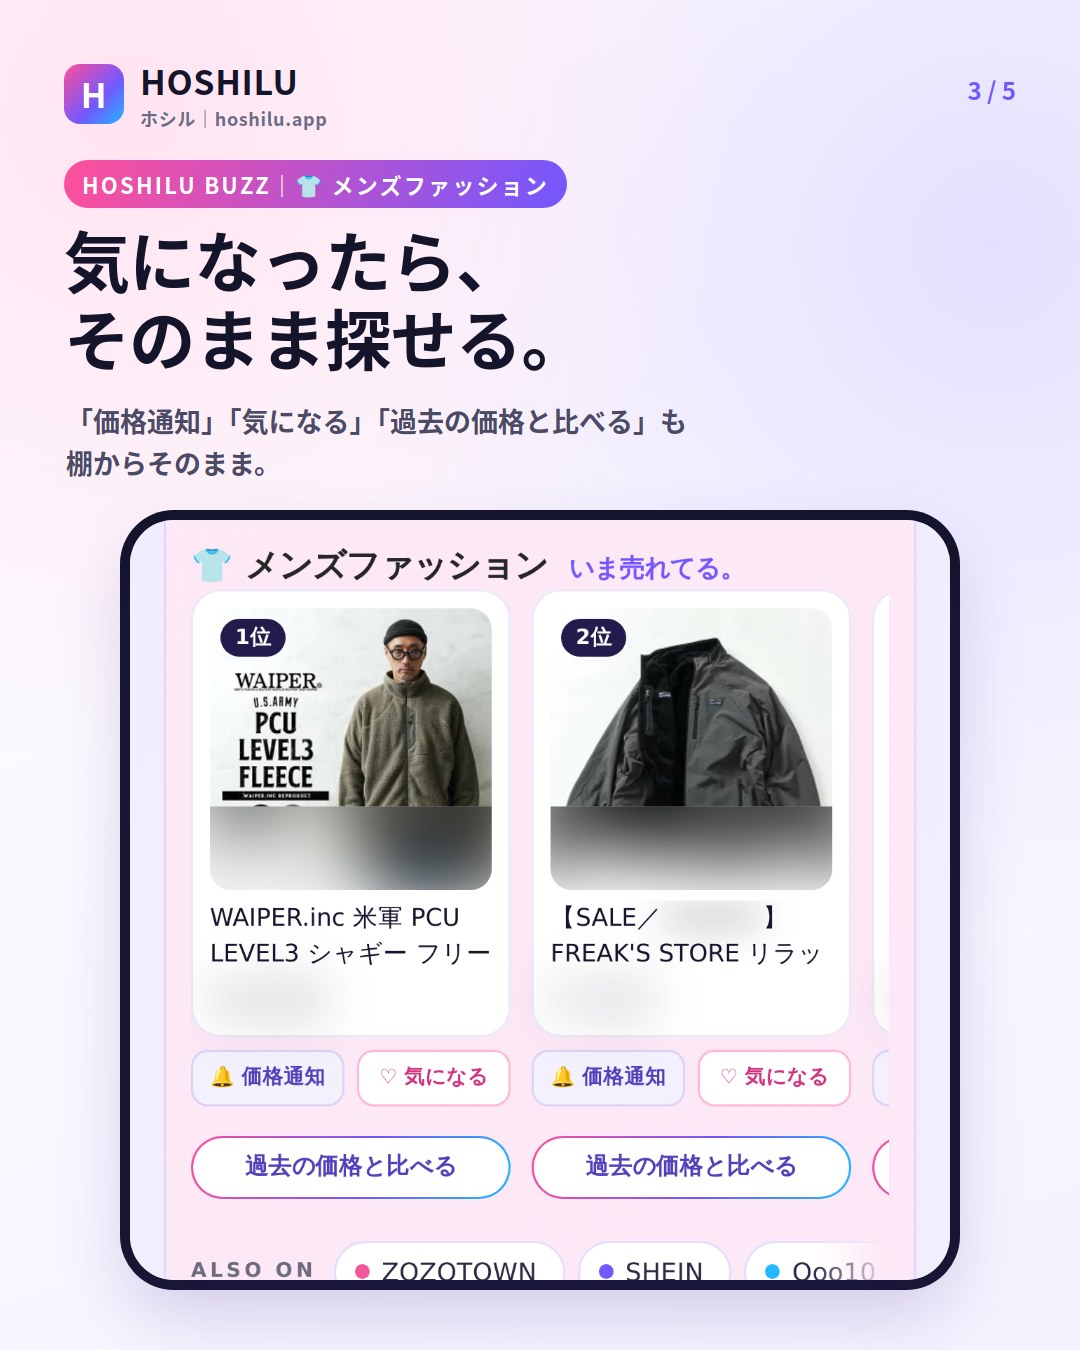 H
HOSHILU
ホシル｜hoshilu.app
3 / 5
HOSHILU BUZZ｜👕 メンズファッション
気になったら、
そのまま探せる。
「価格通知」「気になる」「過去の価格と比べる」も
棚からそのまま。
👕 メンズファッション いま売れてる。
1位
WAIPER®
U.S.ARMY
PCU
LEVEL3
FLEECE
WAIPER.INC REPRODUCT
2位
WAIPER.inc 米軍 PCU
LEVEL3 シャギー フリー
【SALE／ 】
FREAK'S STORE リラッ
🔔 価格通知
♡ 気になる
🔔 価格通知
♡ 気になる
過去の価格と比べる
過去の価格と比べる
ALSO ON
ZOZOTOWN
SHEIN
Qoo10